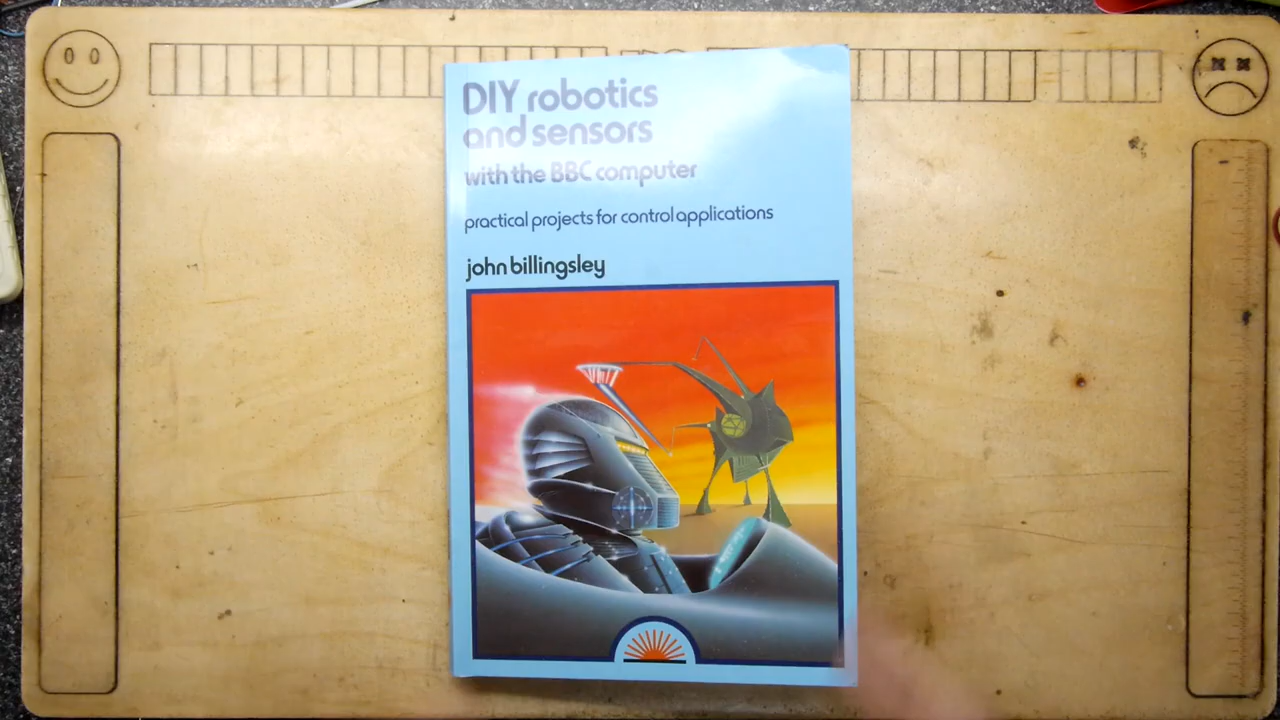 DIY robotics
and sensors
with the BBC computer
practical projects for control applications
john billingsley